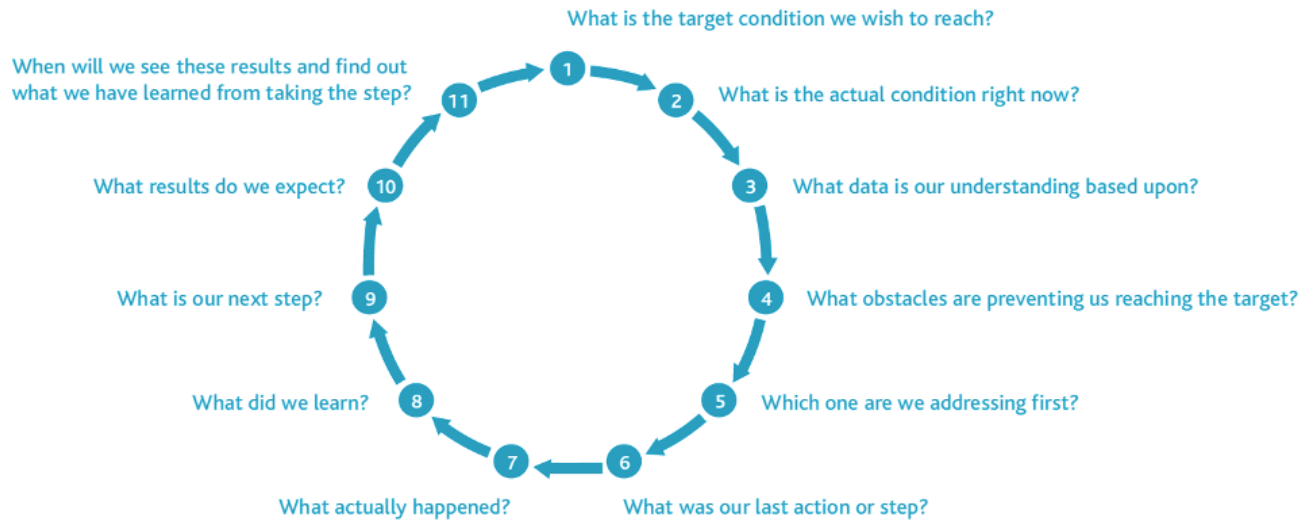 1
What is the target condition we wish to reach?
2
What is the actual condition right now?
3
What data is our understanding based upon?
4
What obstacles are preventing us reaching the target?
5
Which one are we addressing first?
6
What was our last action or step?
7
What actually happened?
8
What did we learn?
9
What is our next step?
10
What results do we expect?
11
When will we see these results and find out
what we have learned from taking the step?